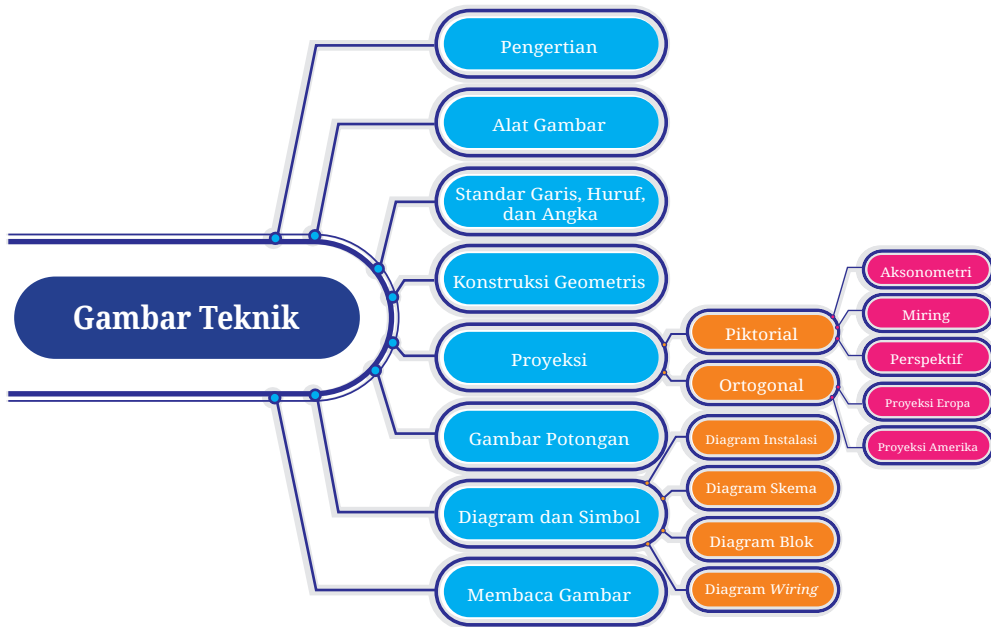 Gambar Teknik
Pengertian
Alat Gambar
Standar Garis, Huruf,
dan Angka
Konstruksi Geometris
Proyeksi
Piktorial
Aksonometri
Miring
Perspektif
Ortogonal
Proyeksi Eropa
Proyeksi Amerika
Gambar Potongan
Diagram dan Simbol
Diagram Instalasi
Diagram Skema
Diagram Blok
Diagram Wiring
Membaca Gambar